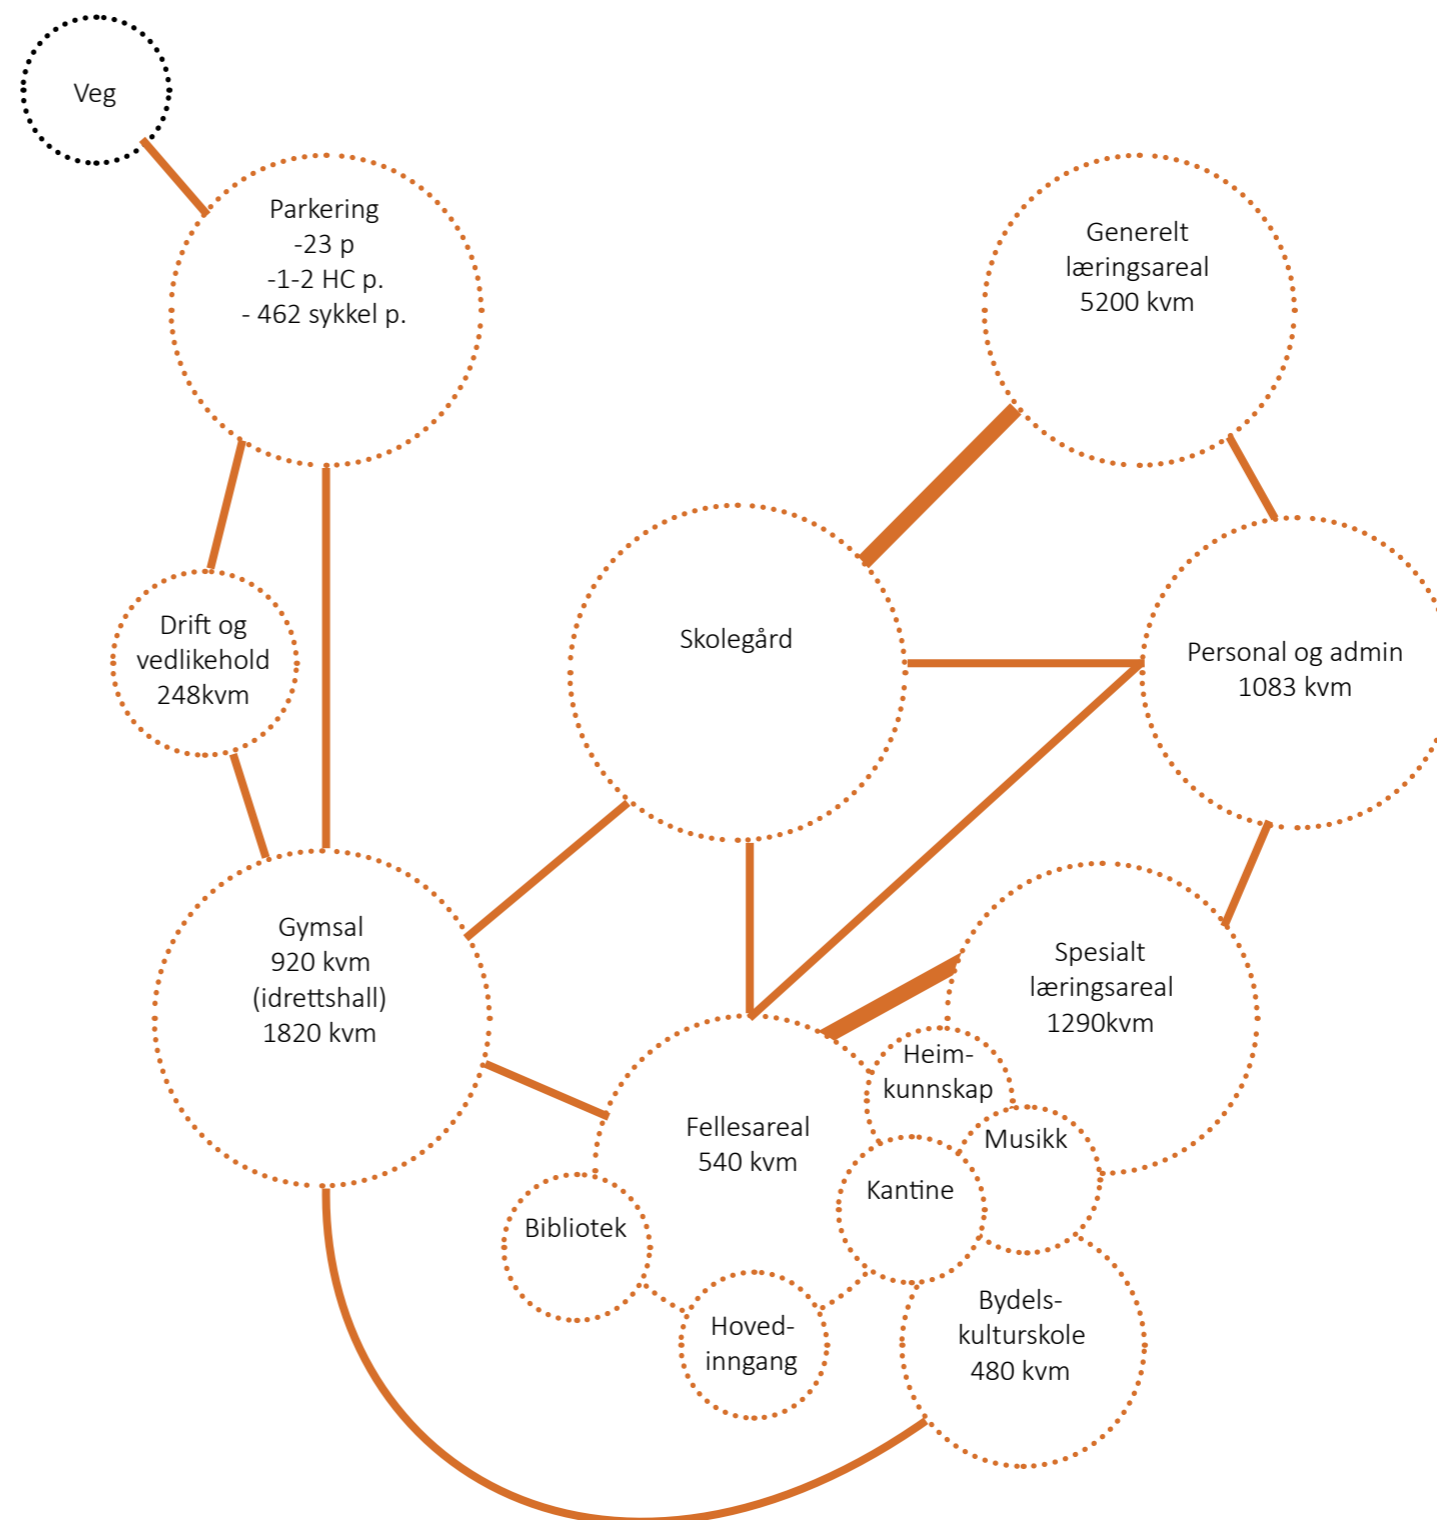 Veg
Parkering
-23 p
-1-2 HC p.
- 462 sykkel p.
Generelt
læringsareal
5200 kvm
Drift og
vedlikehold
248kvm
Skolegård
Personal og admin
1083 kvm
Gymsal
920 kvm
(idrettshall)
1820 kvm
Spesialt
læringsareal
1290kvm
Heim-
kunnskap
Musikk
Fellesareal
540 kvm
Kantine
Bibliotek
Hoved-
inngang
Bydels-
kulturskole
480 kvm